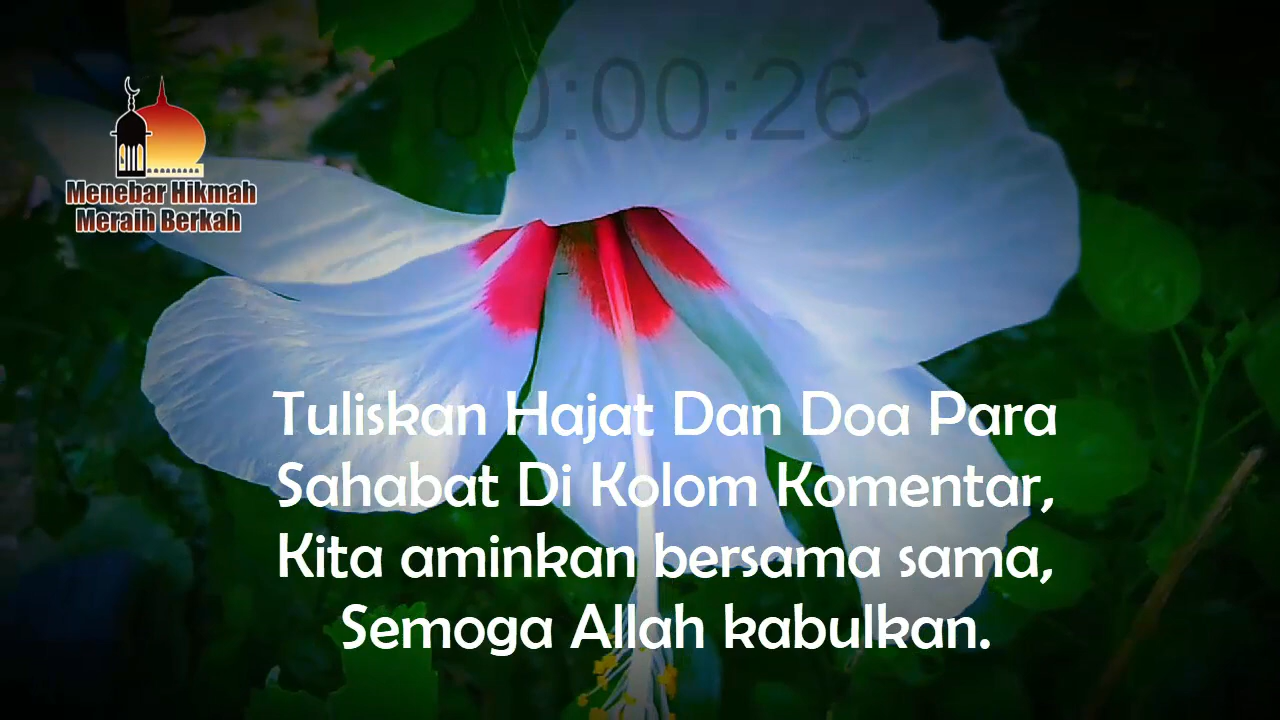 00:00:26
Menebar Hikmah
Meraih Berkah
Tuliskan Hajat Dan Doa Para
Sahabat Di Kolom Komentar,
Kita aminkan bersama sama,
Semoga Allah kabulkan.